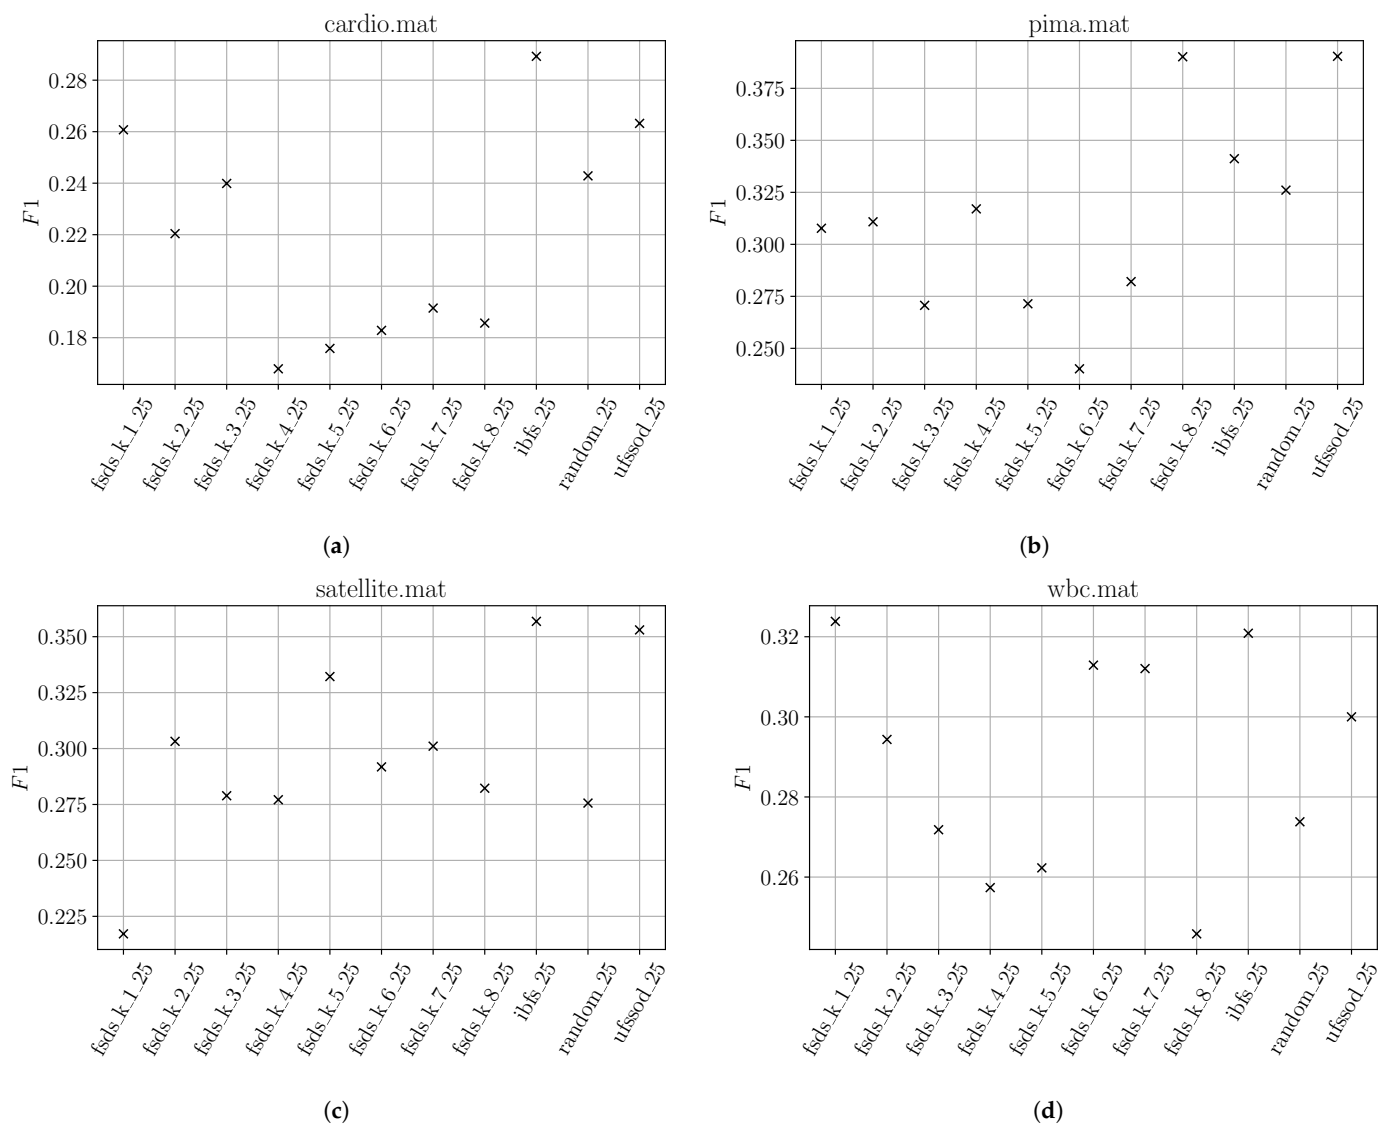 cardio.mat
0.28
0.26
0.24
0.22
0.20
0.18
F1
fsds_k_1_25
fsds_k_2_25
fsds_k_3_25
fsds_k_4_25
fsds_k_5_25
fsds_k_6_25
fsds_k_7_25
fsds_k_8_25
ibfs_25
random_25
ufssod_25
(a)
pima.mat
0.375
0.350
0.325
0.300
0.275
0.250
F1
fsds_k_1_25
fsds_k_2_25
fsds_k_3_25
fsds_k_4_25
fsds_k_5_25
fsds_k_6_25
fsds_k_7_25
fsds_k_8_25
ibfs_25
random_25
ufssod_25
(b)
satellite.mat
0.350
0.325
0.300
0.275
0.250
0.225
F1
fsds_k_1_25
fsds_k_2_25
fsds_k_3_25
fsds_k_4_25
fsds_k_5_25
fsds_k_6_25
fsds_k_7_25
fsds_k_8_25
ibfs_25
random_25
ufssod_25
(c)
wbc.mat
0.32
0.30
0.28
0.26
F1
fsds_k_1_25
fsds_k_2_25
fsds_k_3_25
fsds_k_4_25
fsds_k_5_25
fsds_k_6_25
fsds_k_7_25
fsds_k_8_25
ibfs_25
random_25
ufssod_25
(d)